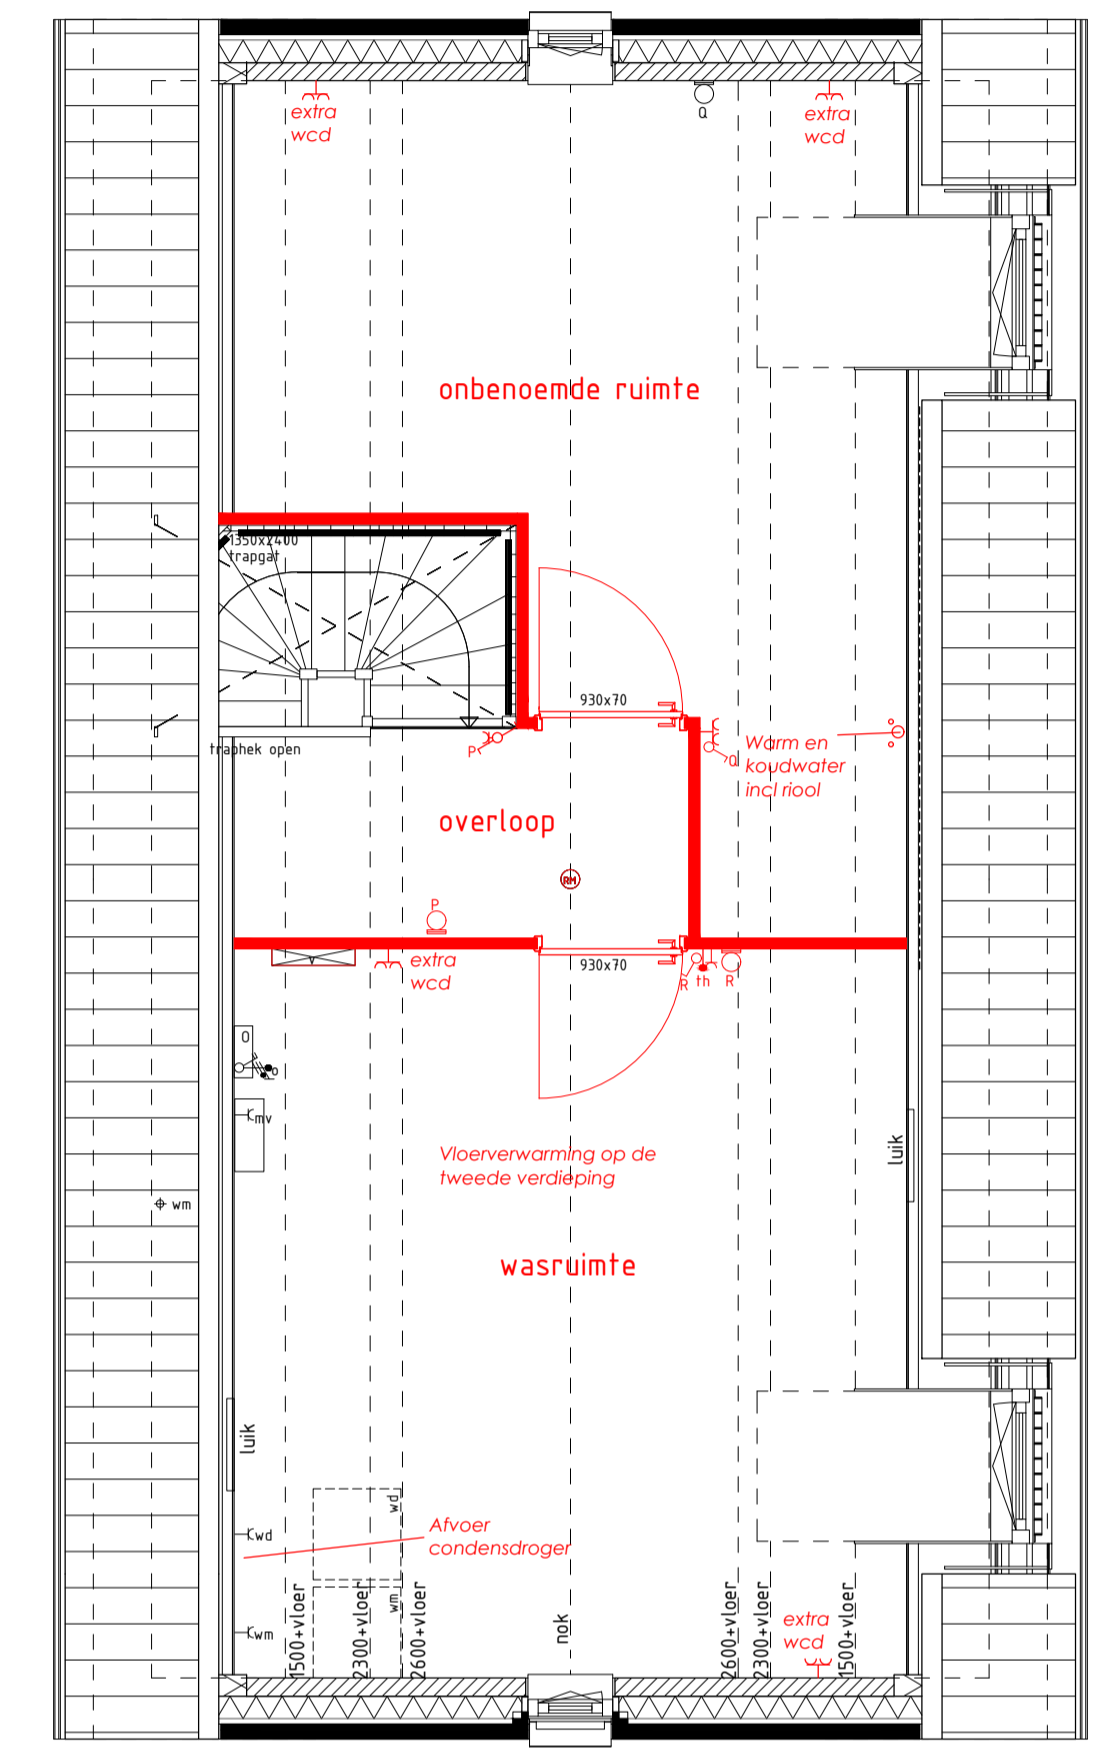 extra
wcd
Q
extra
wcd
onbenoemde ruimte
1350x2400
trapgat
930x70
traphek open
P
Q
Warm en
koudwater
incl riool
overloop
RM
P
extra
wcd
930x70
R
th
R
O
o
mv
luik
Vloerverwarming op de
tweede verdieping
wm
wasruimte
luik
wd
wd
Afvoer
condensdroger
wm
wm
1500+vloer
2300+vloer
2600+vloer
nok
2600+vloer
2300+vloer
extra
wcd
1500+vloer